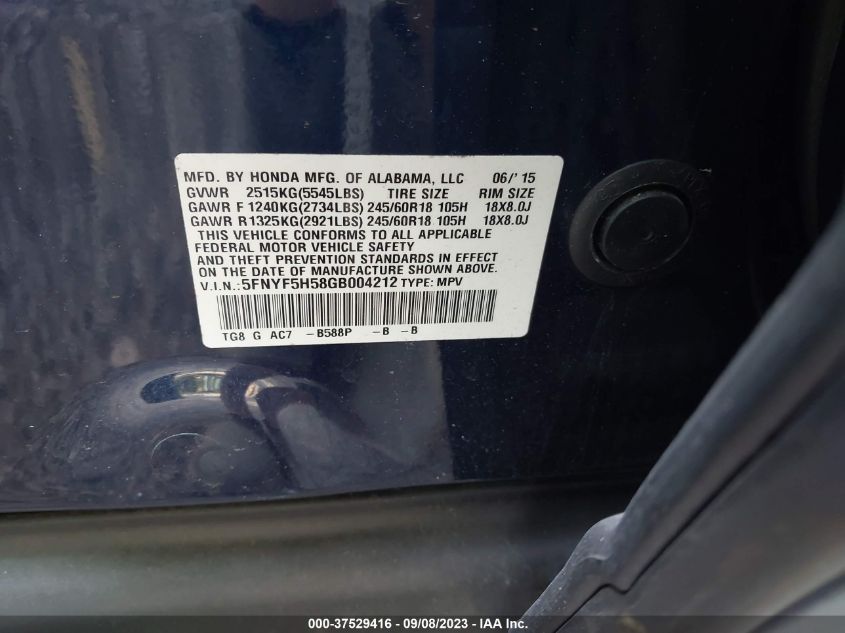 MFD. BY HONDA MFG. OF ALABAMA, LLC 06/'15
GVWR 2515KG(5545LBS) TIRE SIZE RIM SIZE
GAWR F 1240KG(2734LBS) 245/60R18 105H 18X8.0J
GAWR R 1325KG(2921LBS) 245/60R18 105H 18X8.0J
THIS VEHICLE CONFORMS TO ALL APPLICABLE
FEDERAL MOTOR VEHICLE SAFETY
AND THEFT PREVENTION STANDARDS IN EFFECT
ON THE DATE OF MANUFACTURE SHOWN ABOVE.
V.I.N.: 5FNYF5H58GB004212 TYPE: MPV
TG8 G AC7 -B588P -B -B
000-37529416 - 09/08/2023 - COPYRIGHT IAA, Inc.